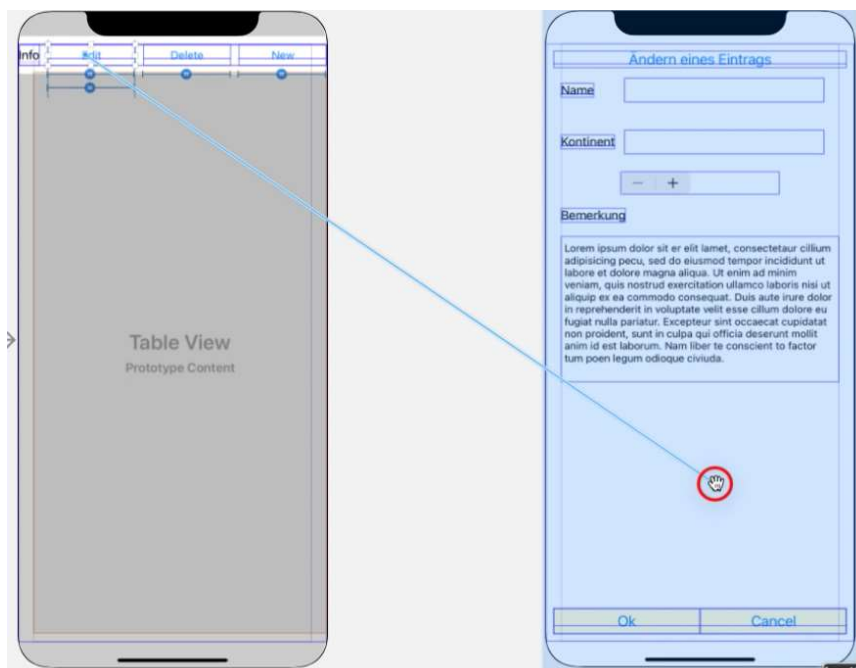 Info Edit Delete New
Table View
Prototype Content
Ändern eines Eintrags
Name
Kontinent
− +
Bemerkung
Lorem ipsum dolor sit er elit lamet, consectetaur cillium
adipisicing pecu, sed do eiusmod tempor incididunt ut
labore et dolore magna aliqua. Ut enim ad minim
veniam, quis nostrud exercitation ullamco laboris nisi ut
aliquip ex ea commodo consequat. Duis aute irure dolor
in reprehenderit in voluptate velit esse cillum dolore eu
fugiat nulla pariatur. Excepteur sint occaecat cupidatat
non proident, sunt in culpa qui officia deserunt mollit
anim id est laborum. Nam liber te conscient to factor
tum poen legum odioque civiuda.
Ok Cancel